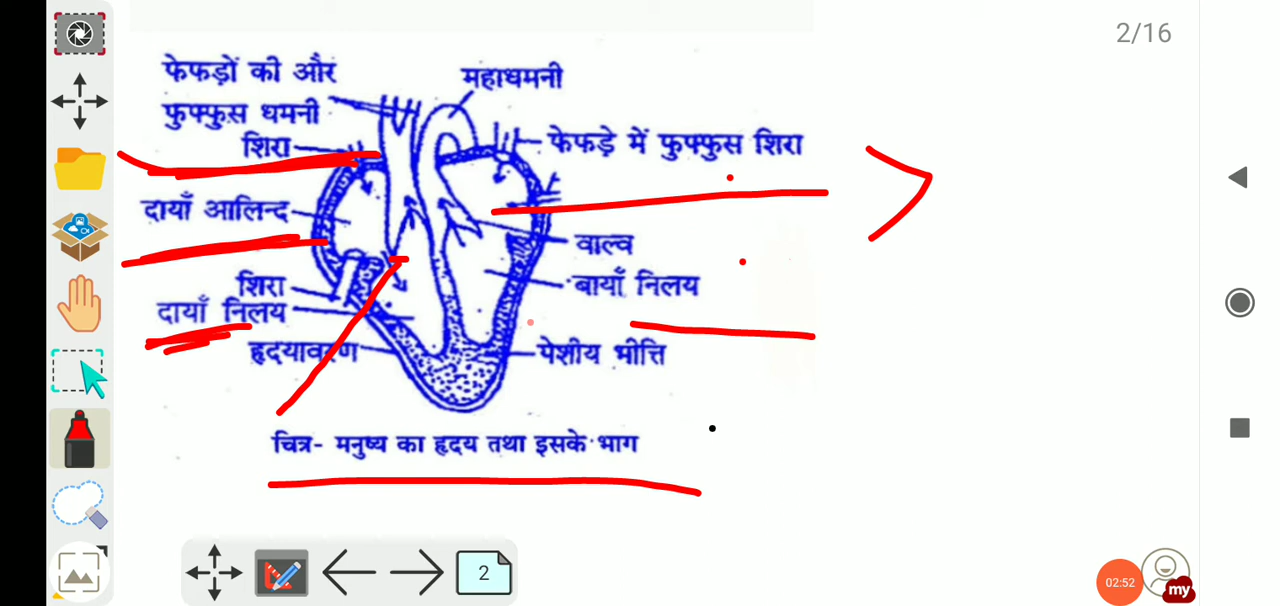 2/16
फेफड़ों की और
फुफ्फुस धमनी
महाधमनी
शिरा
फेफड़े में फुफ्फुस शिरा
दायाँ आलिन्द
वाल्व
शिरा
बायाँ निलय
दायाँ निलय
हृदयावरण
पेशीय भीत्ति
चित्र- मनुष्य का हृदय तथा इसके भाग
2
02:52
my